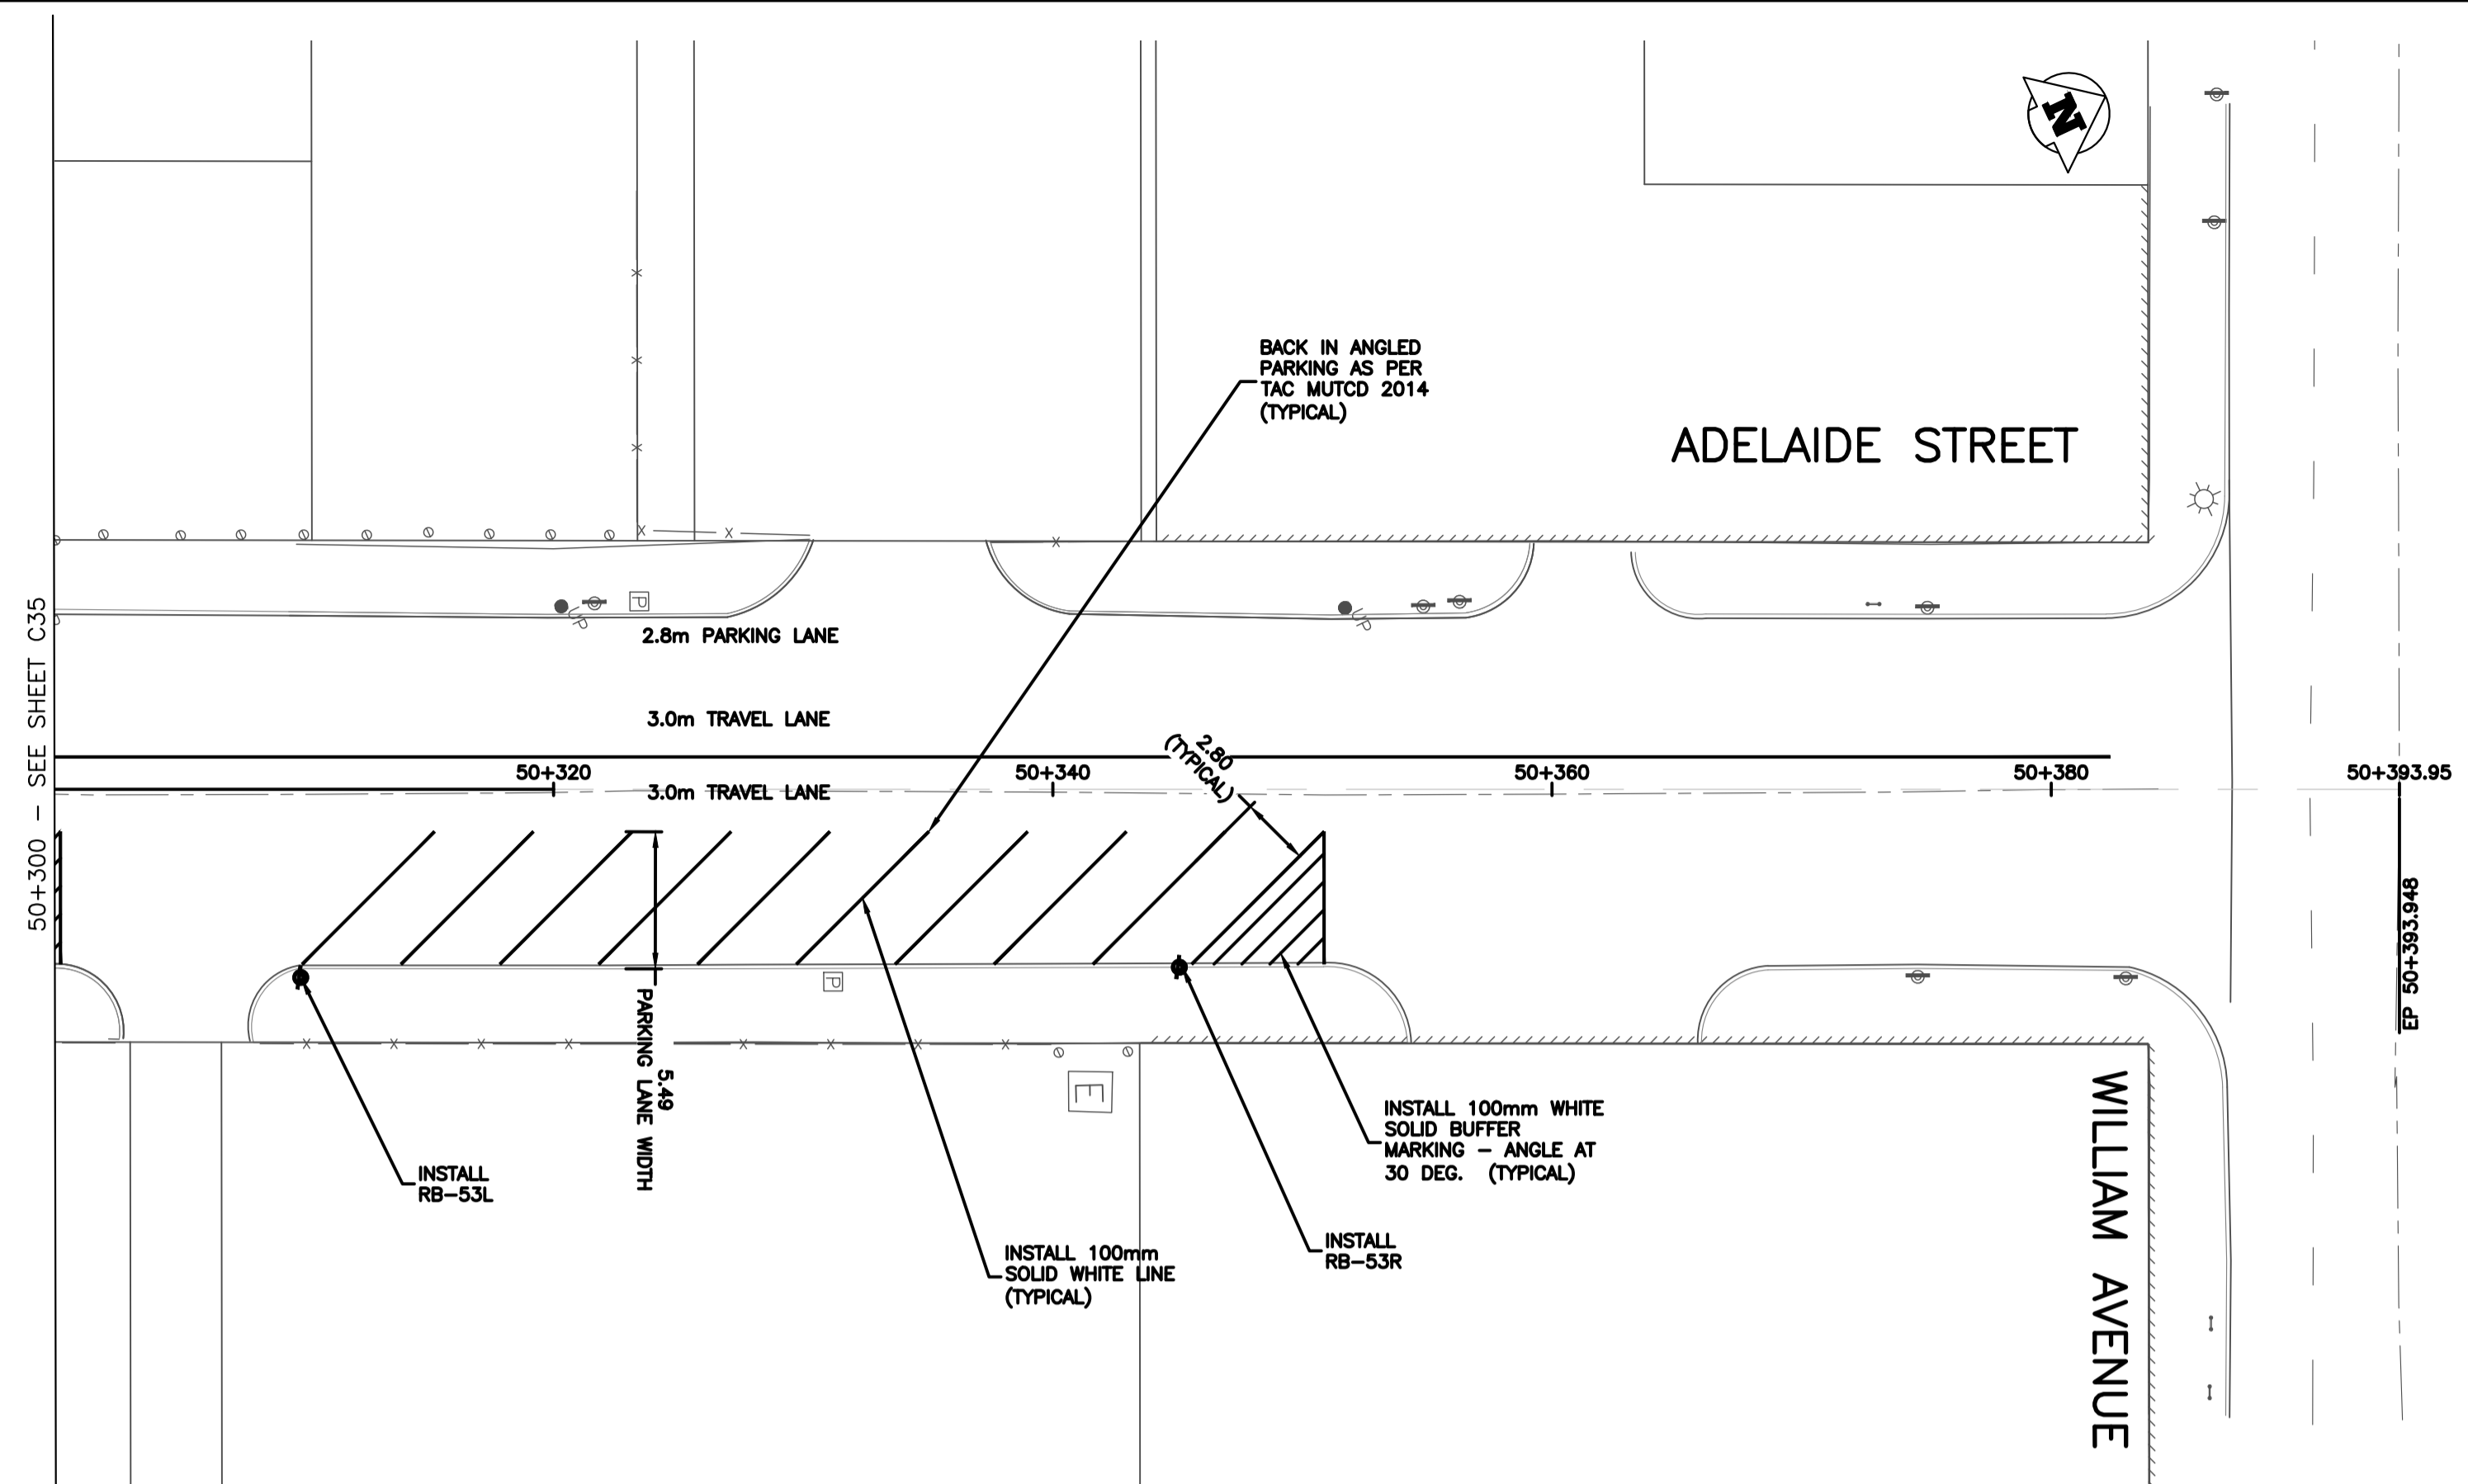 N
BACK IN ANGLED
PARKING AS PER
TAC MUTCD 2014
(TYPICAL)
ADELAIDE STREET
50+300 - SEE SHEET C35
P
UP
UP
2.8m PARKING LANE
3.0m TRAVEL LANE
2.80
(TYPICAL)
50+320
50+340
50+360
50+380
50+393.95
3.0m TRAVEL LANE
EP 50+393.948
P
5.49
PARKING LANE WIDTH
E
INSTALL
RB-53L
INSTALL 100mm WHITE
SOLID BUFFER
MARKING - ANGLE AT
30 DEG. (TYPICAL)
INSTALL
RB-53R
INSTALL 100mm
SOLID WHITE LINE
(TYPICAL)
WILLIAM AVENUE